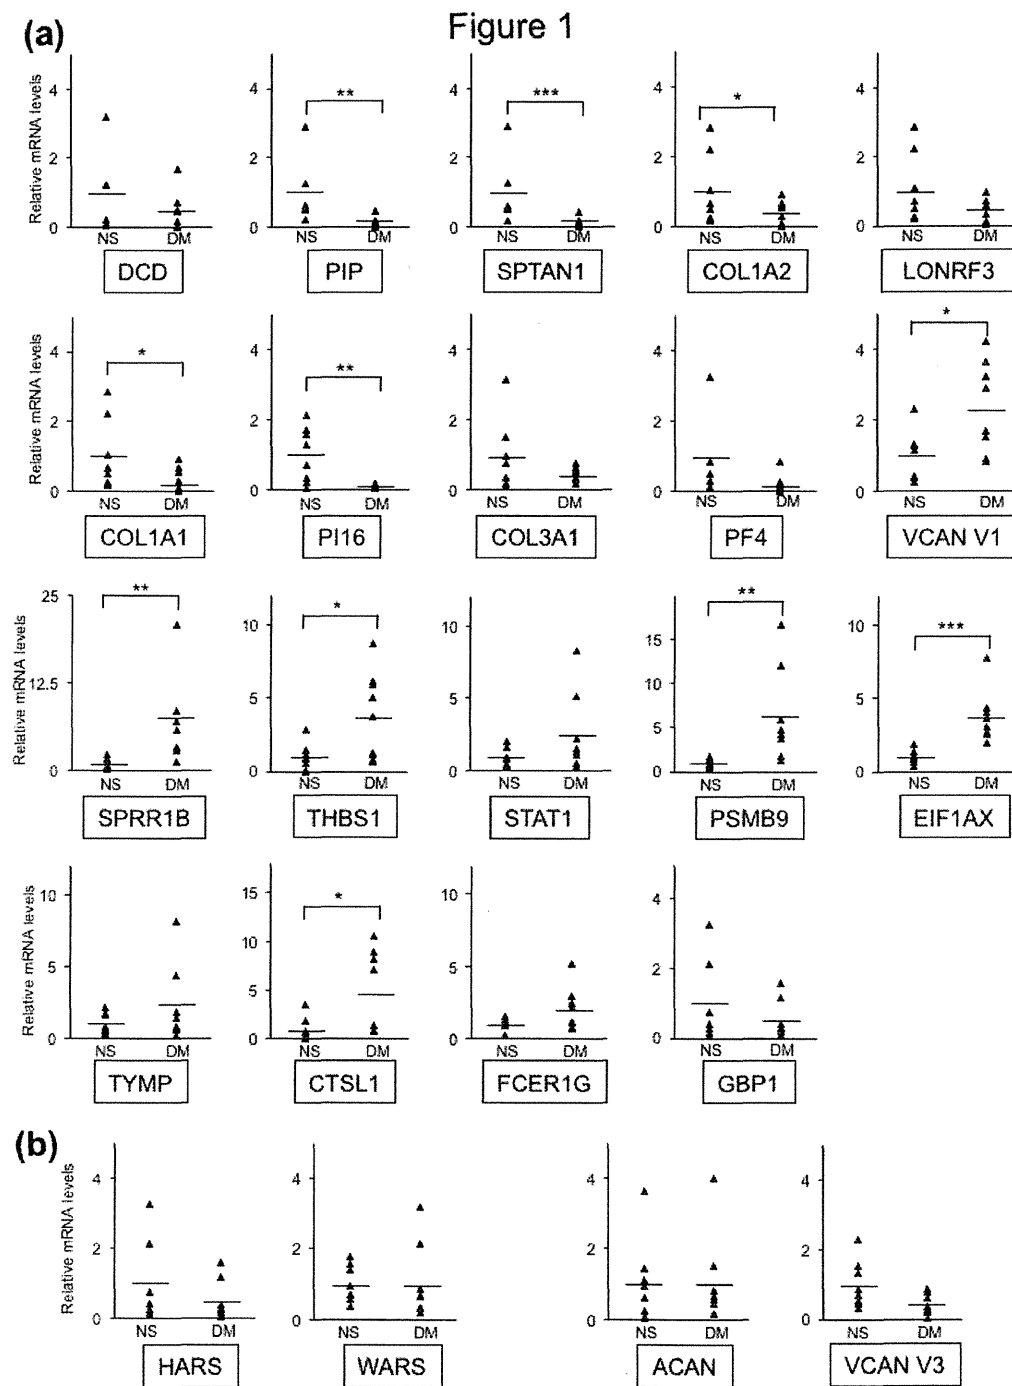 Figure 1
(a)
Relative mRNA levels
4
2
0
NS DM
DCD
4
**
2
0
NS DM
PIP
4
***
2
0
NS DM
SPTAN1
4
*
2
0
NS DM
COL1A2
4
2
0
NS DM
LONRF3
Relative mRNA levels
4
*
2
0
NS DM
COL1A1
4
**
2
0
NS DM
PI16
4
2
0
NS DM
COL3A1
4
2
0
NS DM
PF4
*
4
2
0
NS DM
VCAN V1
Relative mRNA levels
25
**
12.5
0
NS DM
SPRR1B
10
*
5
0
NS DM
THBS1
10
5
0
NS DM
STAT1
**
15
10
5
0
NS DM
PSMB9
10
***
5
0
NS DM
EIF1AX
Relative mRNA levels
10
5
0
NS DM
TYMP
15
*
10
5
0
NS DM
CTSL1
10
5
0
NS DM
FCER1G
4
2
0
NS DM
GBP1
(b)
Relative mRNA levels
4
2
0
NS DM
HARS
4
2
0
NS DM
WARS
4
2
0
NS DM
ACAN
4
2
0
NS DM
VCAN V3